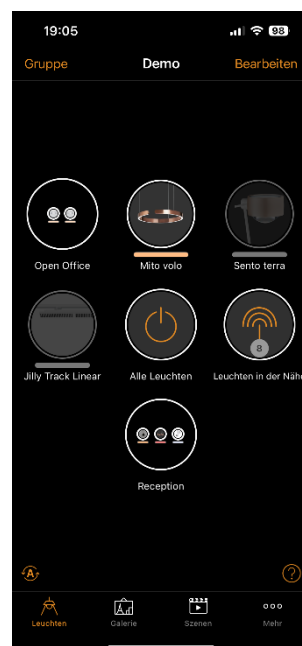 19:05
98
Gruppe Demo Bearbeiten
Open Office Mito volo Sento terra
8
Jilly Track Linear Alle Leuchten Leuchten in der Näh
Reception
A ?
Leuchten Galerie Szenen Mehr